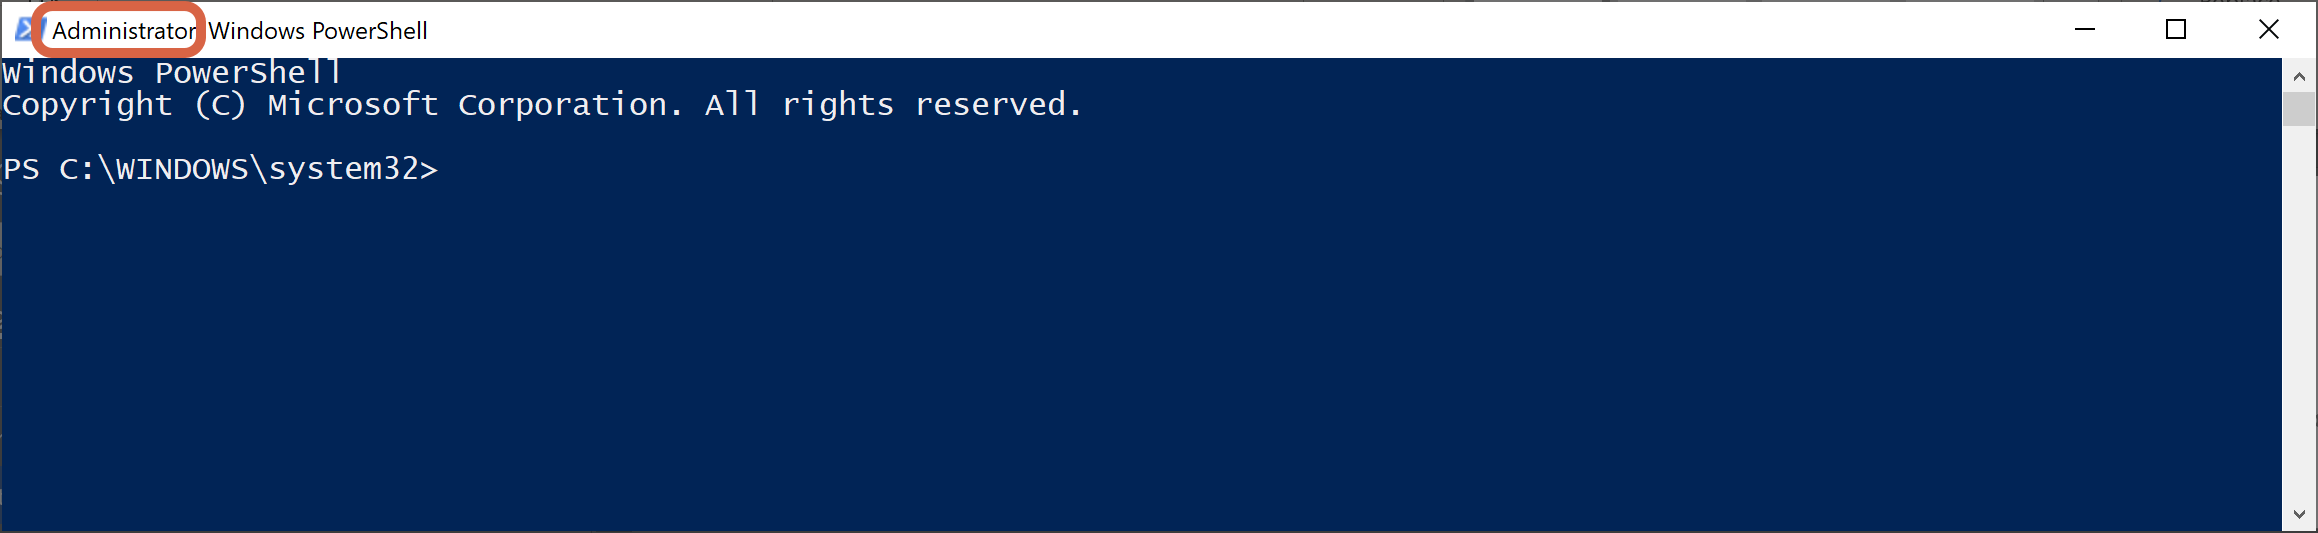 Administrator Windows PowerShell
Windows PowerShell
Copyright (C) Microsoft Corporation. All rights reserved.
PS C:\WINDOWS\system32>